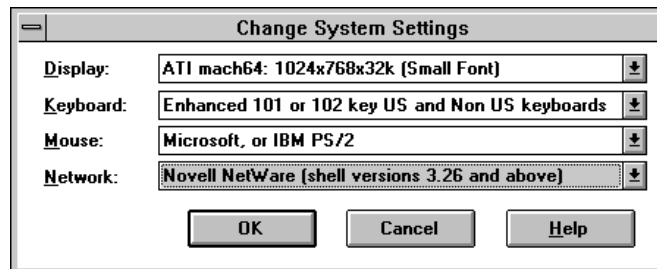 Change System Settings
Display: ATI mach64: 1024x768x32k (Small Font)
Keyboard: Enhanced 101 or 102 key US and Non US keyboards
Mouse: Microsoft, or IBM PS/2
Network: Novell NetWare (shell versions 3.26 and above)
OK Cancel Help